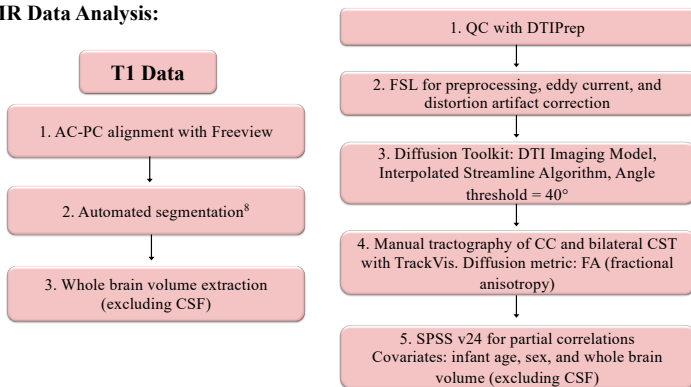 IR Data Analysis:
T1 Data
1. AC-PC alignment with Freeview
2. Automated segmentation⁸
3. Whole brain volume extraction
(excluding CSF)
1. QC with DTIPrep
2. FSL for preprocessing, eddy current, and
distortion artifact correction
3. Diffusion Toolkit: DTI Imaging Model,
Interpolated Streamline Algorithm, Angle
threshold = 40°
4. Manual tractography of CC and bilateral CST
with TrackVis. Diffusion metric: FA (fractional
anisotropy)
5. SPSS v24 for partial correlations
Covariates: infant age, sex, and whole brain
volume (excluding CSF)